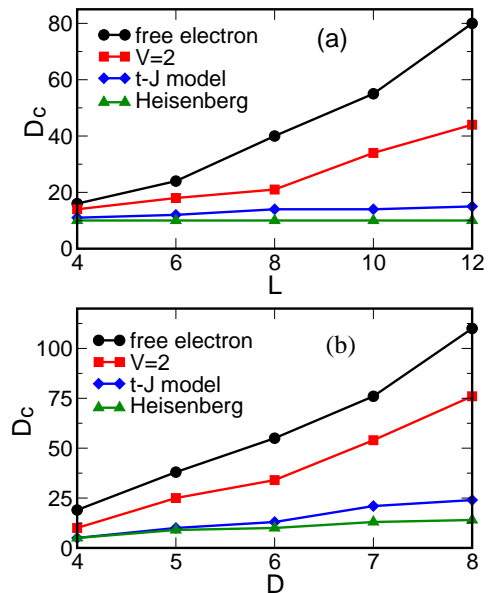 80
(a)
free electron
V=2
60
t-J model
Heisenberg
Dc
40
20
0
4
6
8
10
12
L
(b)
free electron
100
V=2
t-J model
75
Heisenberg
Dc
50
25
0
4
5
6
7
8
D